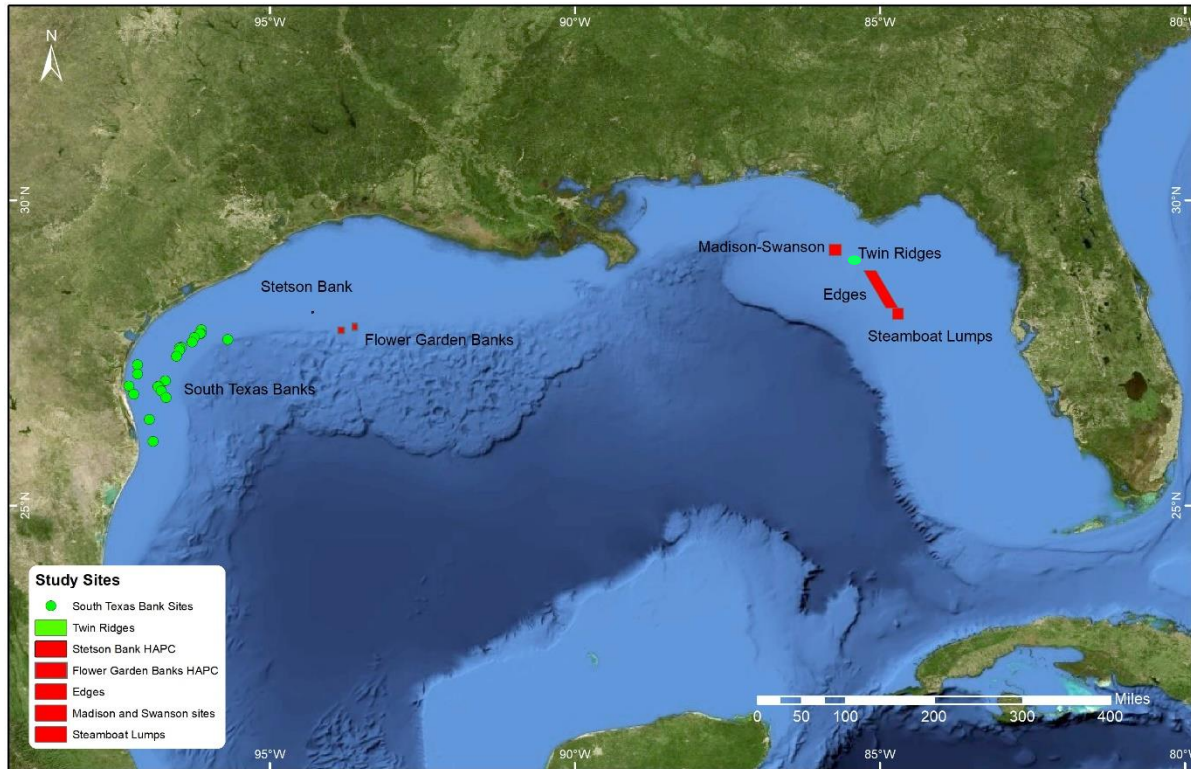 95°W 90°W 85°W 80°W
N
30°N 30°N
Madison-Swanson
Twin Ridges
Stetson Bank
Edges
Flower Garden Banks
Steamboat Lumps
South Texas Banks
25°N 25°N
Study Sites
South Texas Bank Sites
Twin Ridges
Stetson Bank HAPC
Flower Garden Banks HAPC
Edges
Madison and Swanson sites
Steamboat Lumps
Miles
0 50 100 200 300 400
95°W 90°W 85°W 80°W